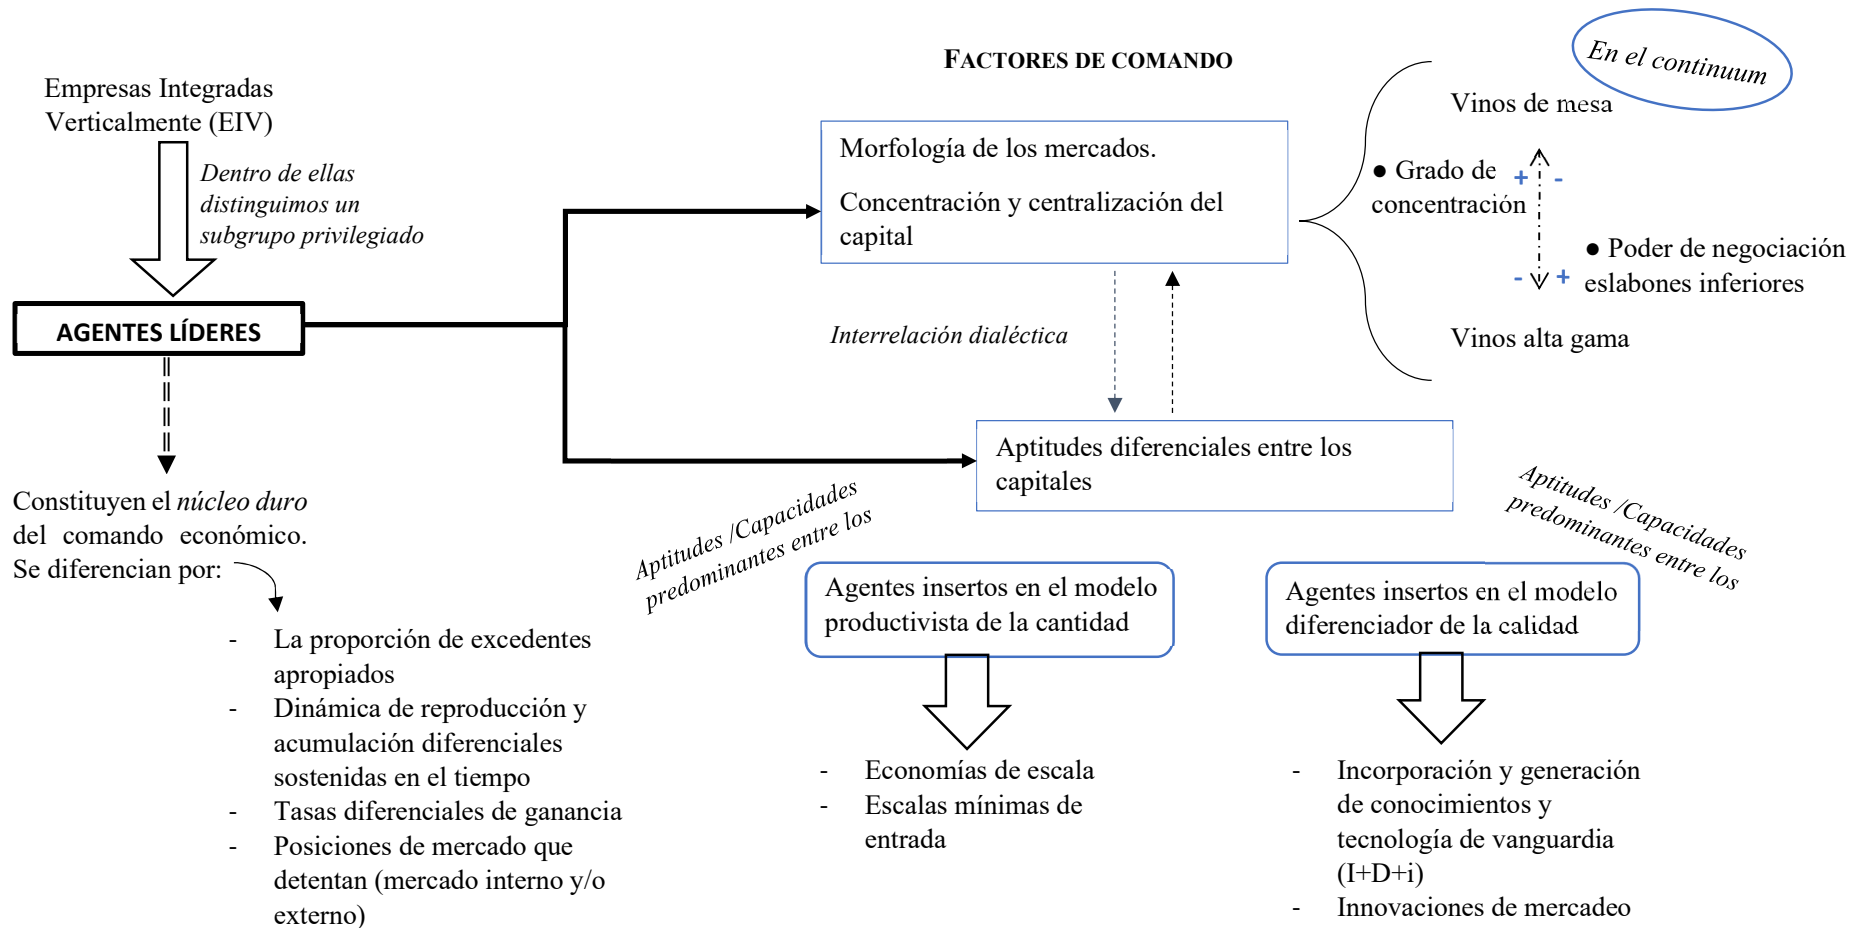 FACTORES DE COMANDO
En el continuum
Empresas Integradas
Verticalmente (EIV)
Dentro de ellas
distinguimos un
subgrupo privilegiado
AGENTES LÍDERES
Constituyen el núcleo duro
del comando económico.
Se diferencian por:
- La proporción de excedentes
apropiados
- Dinámica de reproducción y
acumulación diferenciales
sostenidas en el tiempo
- Tasas diferenciales de ganancia
- Posiciones de mercado que
detentan (mercado interno y/o
externo)
Morfología de los mercados.
Concentración y centralización del
capital
Vinos de mesa
● Grado de
concentración
+ -
● Poder de negociación
eslabones inferiores
- +
Vinos alta gama
Interrelación dialéctica
Aptitudes diferenciales entre los
capitales
Aptitudes /Capacidades
predominantes entre los
Agentes insertos en el modelo
productivista de la cantidad
- Economías de escala
- Escalas mínimas de
entrada
Aptitudes /Capacidades
predominantes entre los
Agentes insertos en el modelo
diferenciador de la calidad
- Incorporación y generación
de conocimientos y
tecnología de vanguardia
(I+D+i)
- Innovaciones de mercadeo